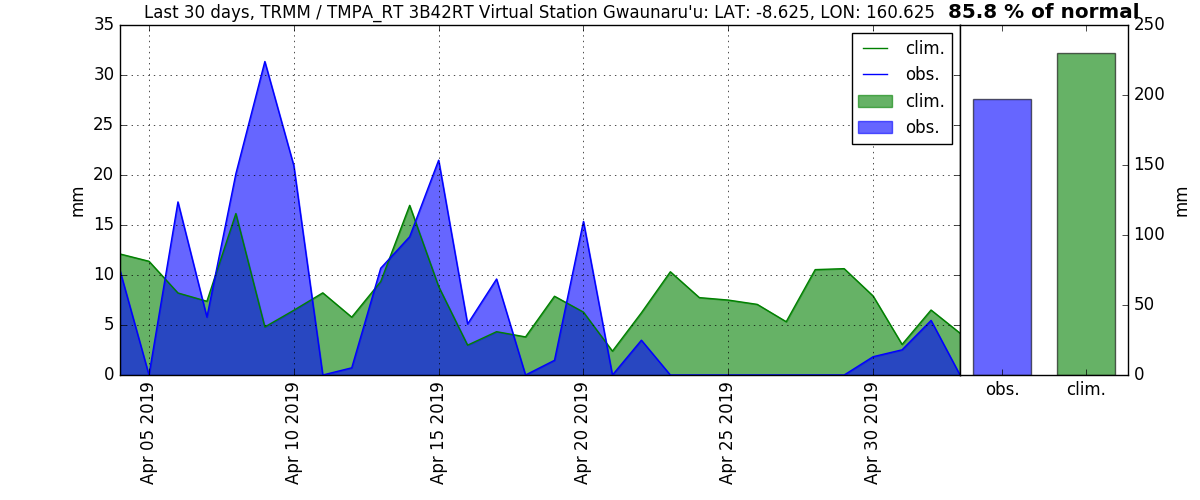 Last 30 days, TRMM / TMPA_RT 3B42RT Virtual Station Gwaunaru'u: LAT: -8.625, LON: 160.625
85.8 % of normal
35
30
25
20
15
10
5
0
mm
clim.
obs.
clim.
obs.
Apr 05 2019
Apr 10 2019
Apr 15 2019
Apr 20 2019
Apr 25 2019
Apr 30 2019
250
200
150
100
50
0
mm
obs.
clim.